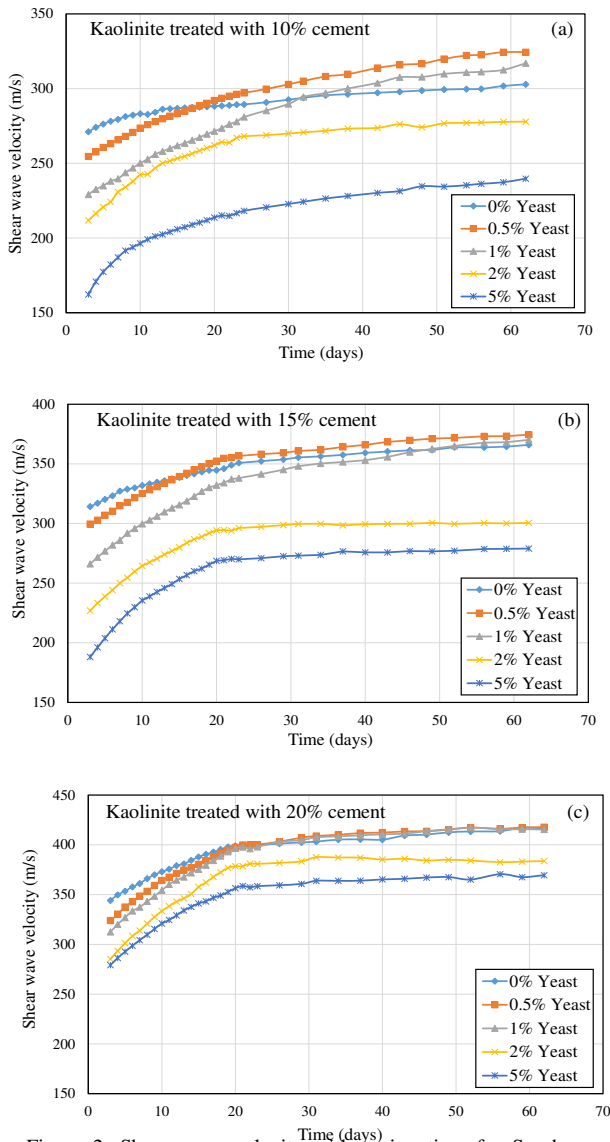 Kaolinite treated with 10% cement
(a)
Shear wave velocity (m/s)
350
300
250
200
150
0% Yeast
0.5% Yeast
1% Yeast
2% Yeast
5% Yeast
0 10 20 30 40 50 60 70
Time (days)
Kaolinite treated with 15% cement
(b)
Shear wave velocity (m/s)
400
350
300
250
200
150
0% Yeast
0.5% Yeast
1% Yeast
2% Yeast
5% Yeast
0 10 20 30 40 50 60 70
Time (days)
Kaolinite treated with 20% cement
(c)
Shear wave velocity (m/s)
450
400
350
300
250
200
150
0% Yeast
0.5% Yeast
1% Yeast
2% Yeast
5% Yeast
0 10 20 30 40 50 60 70
Time (days)